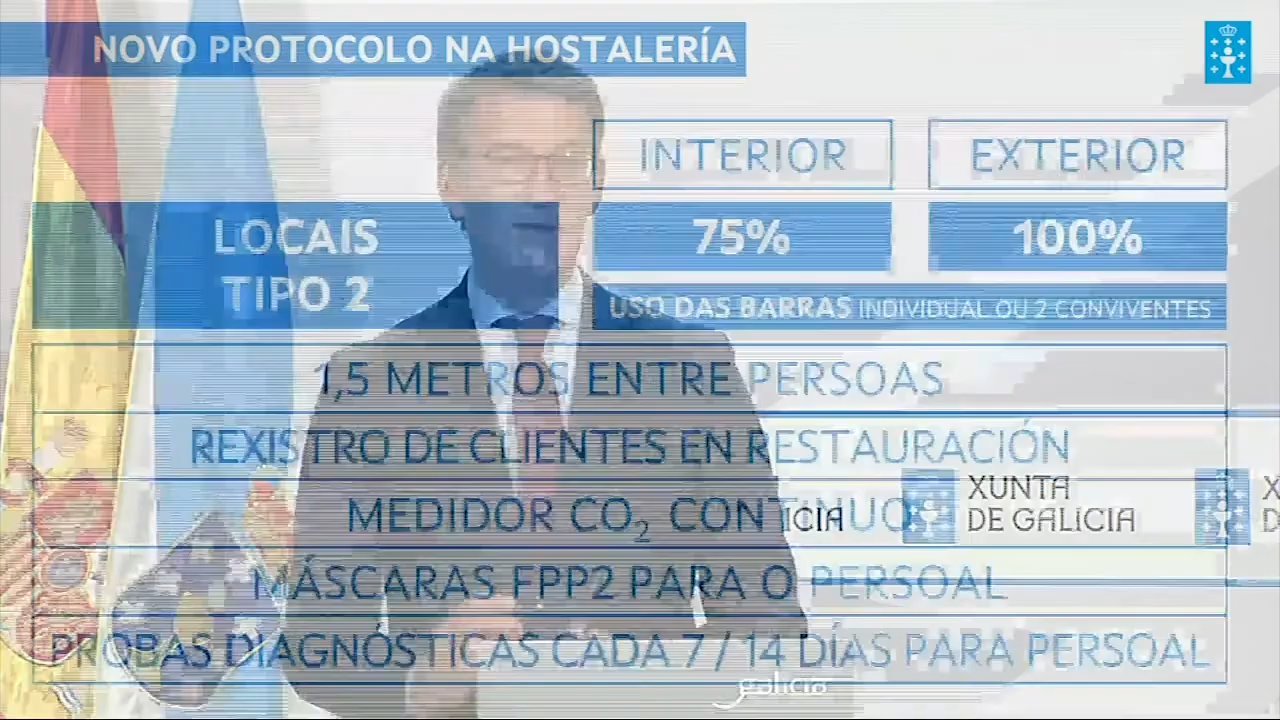 NOVO PROTOCOLO NA HOSTALERÍA
INTERIOR
EXTERIOR
LOCAIS
TIPO 2
75%
100%
USO DAS BARRAS INDIVIDUAL OU 2 CONVIVENTES
1,5 METROS ENTRE PERSOAS
REXISTRO DE CLIENTES EN RESTAURACIÓN
MEDIDOR CO₂ CONTINUO
XUNTA
DE GALICIA
MÁSCARAS FPP2 PARA O PERSOAL
PROBAS DIAGNÓSTICAS CADA 7 / 14 DÍAS PARA PERSOAL
galicia